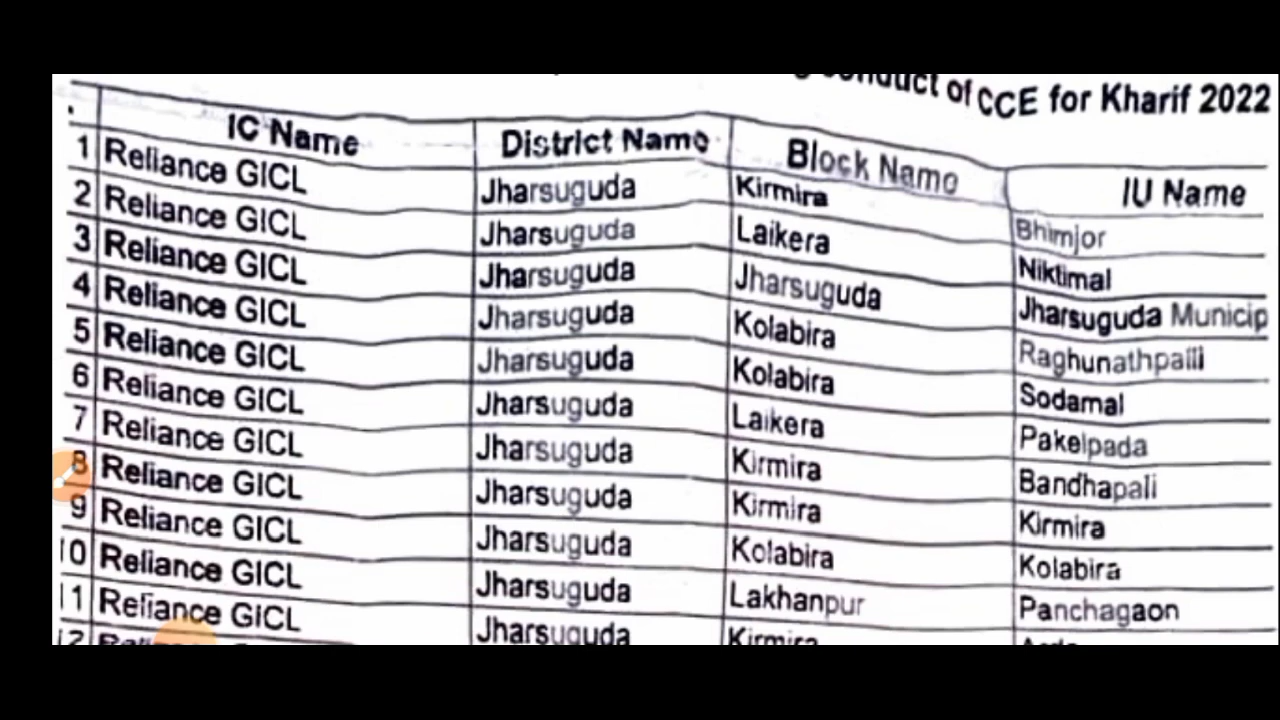 conduct of CCE for Kharif 2022
IC Name District Name Block Name IU Name
1 Reliance GICL Jharsuguda Kirmira Bhimjor
2 Reliance GICL Jharsuguda Laikera Niktimal
3 Reliance GICL Jharsuguda Jharsuguda Jharsuguda Municip
4 Reliance GICL Jharsuguda Kolabira Raghunathpalli
5 Reliance GICL Jharsuguda Kolabira Sodamal
6 Reliance GICL Jharsuguda Laikera Pakelpada
7 Reliance GICL Jharsuguda Kirmira Bandhapali
8 Reliance GICL Jharsuguda Kirmira Kirmira
9 Reliance GICL Jharsuguda Kolabira Kolabira
10 Reliance GICL Jharsuguda Lakhanpur Panchagaon
11 Reliance GICL Jharsuguda Kirmira
12